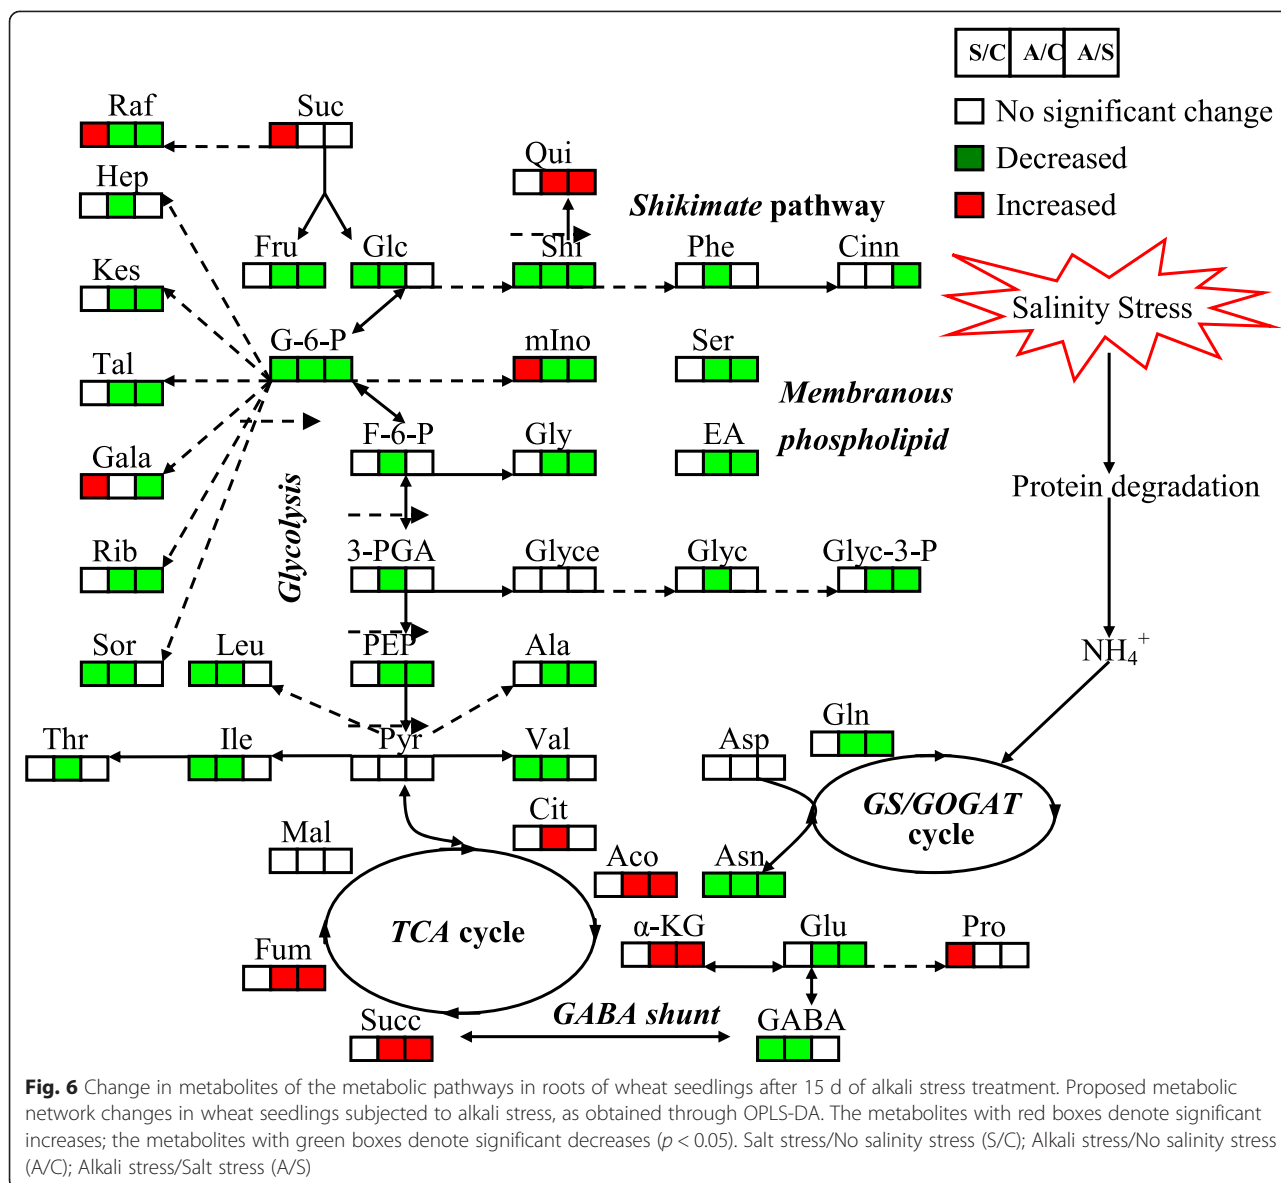 S/C A/C A/S
No significant change
Decreased
Increased
Raf
Suc
Hep
Qui
Shikimate pathway
Fru
Glc
Shi
Phe
Cinn
Kes
Salinity Stress
G-6-P
mIno
Ser
Tal
Membranous
phospholipid
F-6-P
Gly
EA
Gala
Glycolysis
Protein degradation
Rib
3-PGA
Glyce
Glyc
Glyc-3-P
Sor
Leu
PEP
Ala
NH₄⁺
Thr
Ile
Pyr
Val
Asp
Gln
GS/GOGAT
cycle
Mal
Cit
Aco
Asn
TCA cycle
α-KG
Glu
Pro
Fum
GABA shunt
Succ
GABA
Fig. 6 Change in metabolites of the metabolic pathways in roots of wheat seedlings after 15 d of alkali stress treatment. Proposed metabolic
network changes in wheat seedlings subjected to alkali stress, as obtained through OPLS-DA. The metabolites with red boxes denote significant
increases; the metabolites with green boxes denote significant decreases (p < 0.05). Salt stress/No salinity stress (S/C); Alkali stress/No salinity stress
(A/C); Alkali stress/Salt stress (A/S)